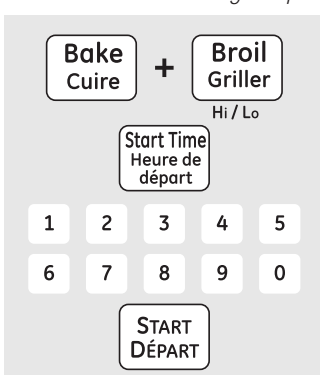 Bake
Cuire
+
Broil
Griller
Hi / Lo
Start Time
Heure de
départ
1 2 3 4 5
6 7 8 9 0
START
DÉPART